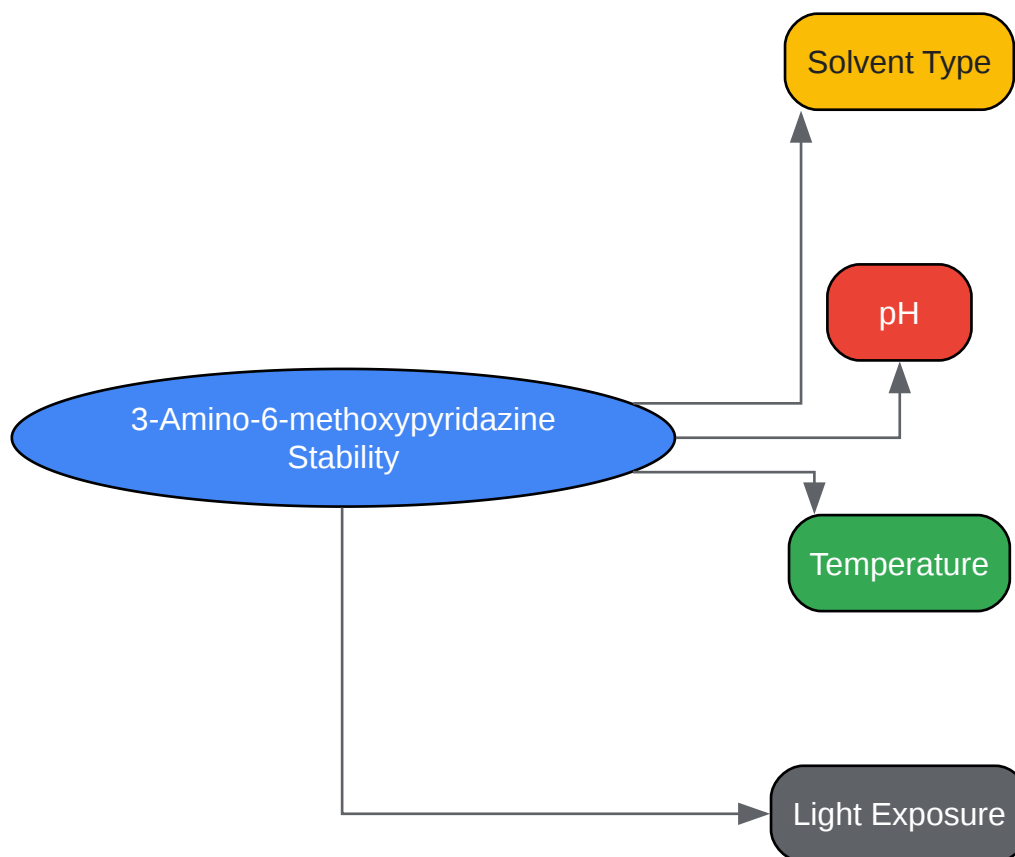 Solvent Type
pH
3-Amino-6-methoxypyridazine
Stability
Temperature
Light Exposure